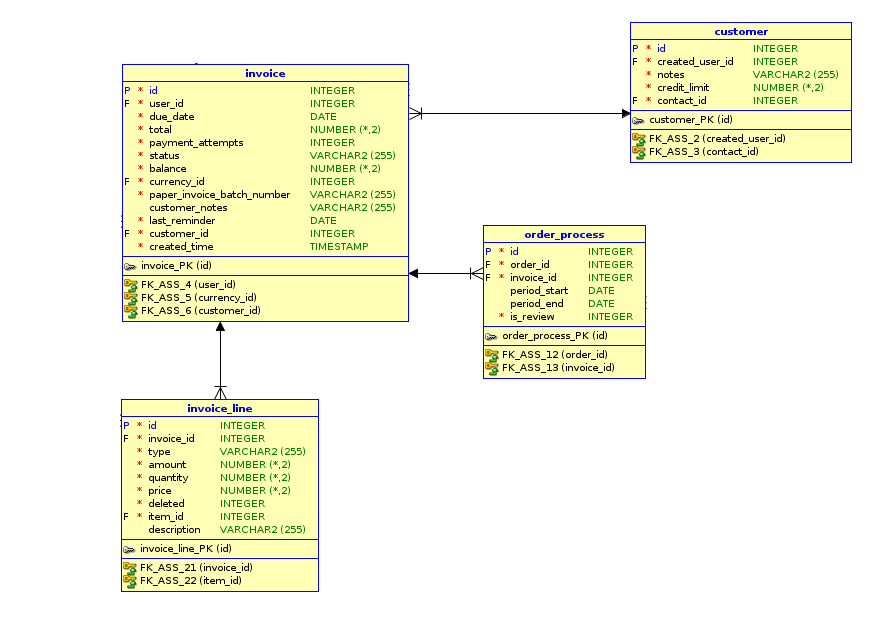 customer
P * id INTEGER
F * created_user_id INTEGER
* notes VARCHAR2 (255)
* credit_limit NUMBER (*,2)
F * contact_id INTEGER
customer_PK (id)
FK_ASS_2 (created_user_id)
FK_ASS_3 (contact_id)
invoice
P * id INTEGER
F * user_id INTEGER
* due_date DATE
* total NUMBER (*,2)
* payment_attempts INTEGER
* status VARCHAR2 (255)
* balance NUMBER (*,2)
F * currency_id INTEGER
* paper_invoice_batch_number VARCHAR2 (255)
customer_notes VARCHAR2 (255)
* last_reminder DATE
F * customer_id INTEGER
* created_time TIMESTAMP
invoice_PK (id)
FK_ASS_4 (user_id)
FK_ASS_5 (currency_id)
FK_ASS_6 (customer_id)
order_process
P * id INTEGER
F * order_id INTEGER
F * invoice_id INTEGER
period_start DATE
period_end DATE
* is_review INTEGER
order_process_PK (id)
FK_ASS_12 (order_id)
FK_ASS_13 (invoice_id)
invoice_line
P * id INTEGER
F * invoice_id INTEGER
* type VARCHAR2 (255)
* amount NUMBER (*,2)
* quantity NUMBER (*,2)
* price NUMBER (*,2)
* deleted INTEGER
F * item_id INTEGER
description VARCHAR2 (255)
invoice_line_PK (id)
FK_ASS_21 (invoice_id)
FK_ASS_22 (item_id)